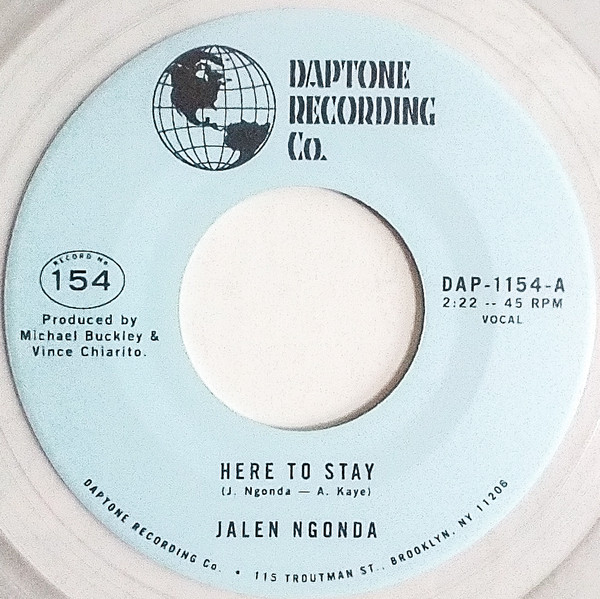 DAPTONE
RECORDING
Co.
RECORD No
154
Produced by
Michael Buckley &
Vince Chiarito.
DAP-1154-A
2:22 -- 45 RPM
VOCAL
HERE TO STAY
(J. Ngonda — A. Kaye)
JALEN NGONDA
DAPTONE RECORDING Co. • 115 TROUTMAN ST., BROOKLYN, NY 11206